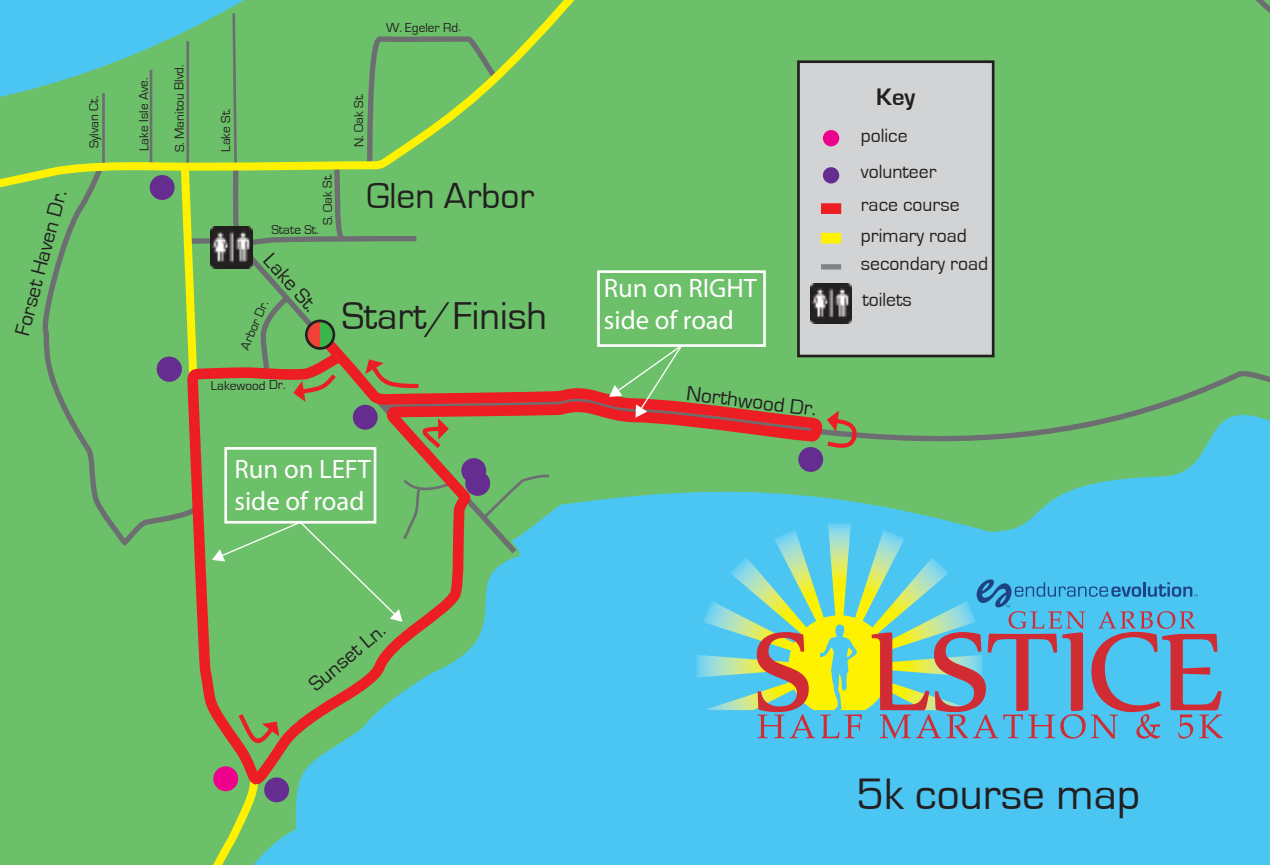 W. Egeler Rd.
Sylvan Ct.
Lake Isle Ave.
S. Manitou Blvd.
Lake St.
N. Oak St.
S. Oak St.
Glen Arbor
State St.
Forset Haven Dr.
Lake St.
Arbor Dr.
Start/Finish
Lakewood Dr.
Key
police
volunteer
race course
primary road
secondary road
toilets
Run on RIGHT
side of road
Northwood Dr.
Run on LEFT
side of road
Sunset Ln.
enduranceevolution
GLEN ARBOR
SOLSTICE
HALF MARATHON & 5K
5k course map